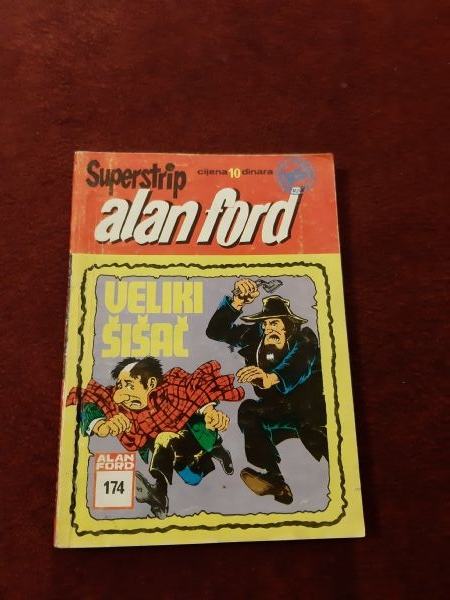 Superstrip
cijena 10 dinara
alan ford
VELIKI
ŠIŠAČ
ALAN
FORD
174